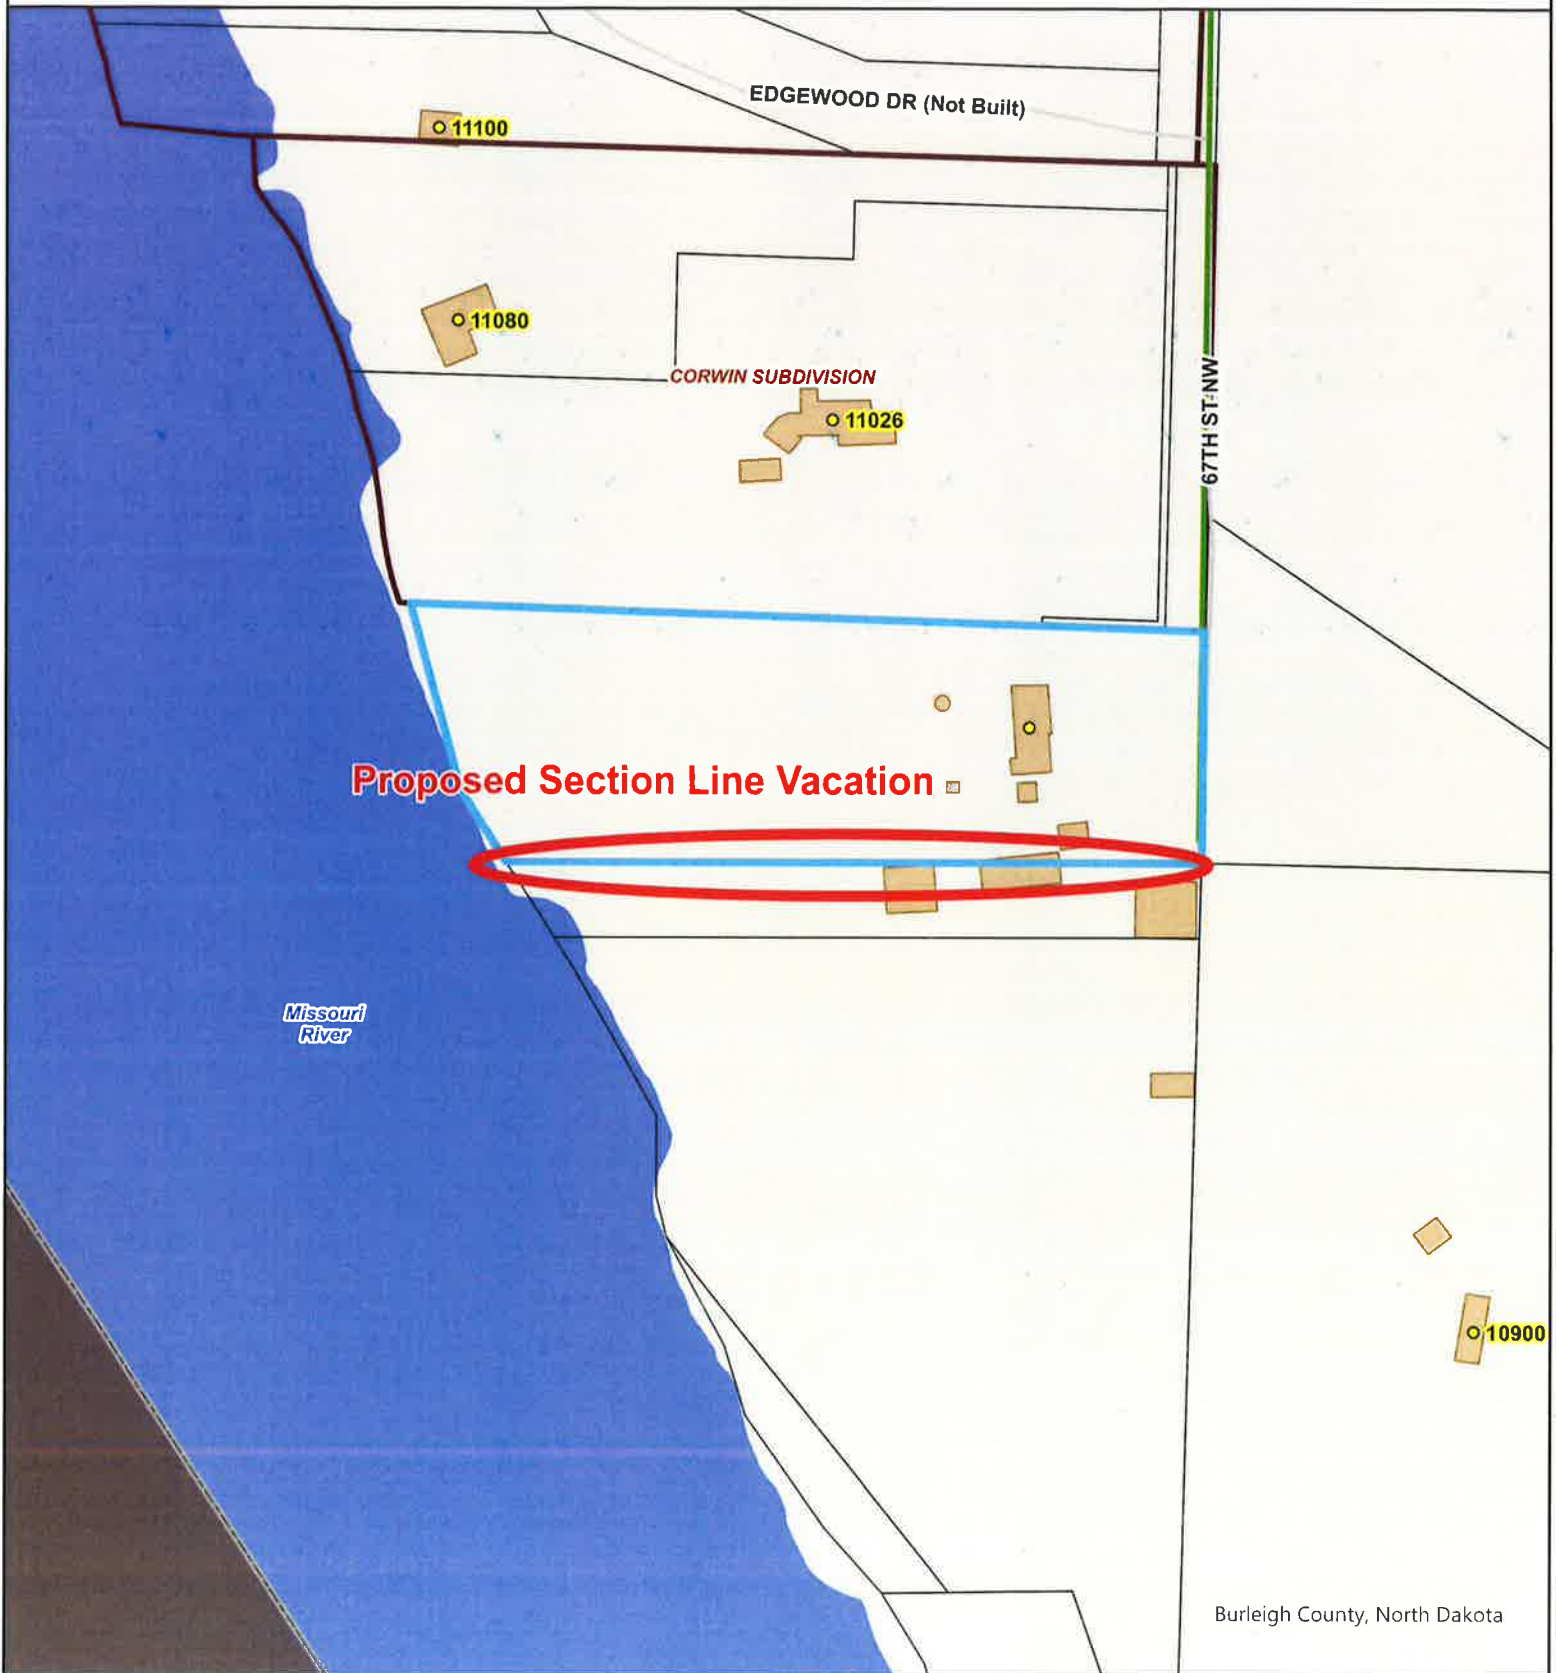 EDGEWOOD DR (Not Built)
11100
11080
CORWIN SUBDIVISION
11026
67TH ST NW
Proposed Section Line Vacation
Missouri
River
10900
Burleigh County, North Dakota